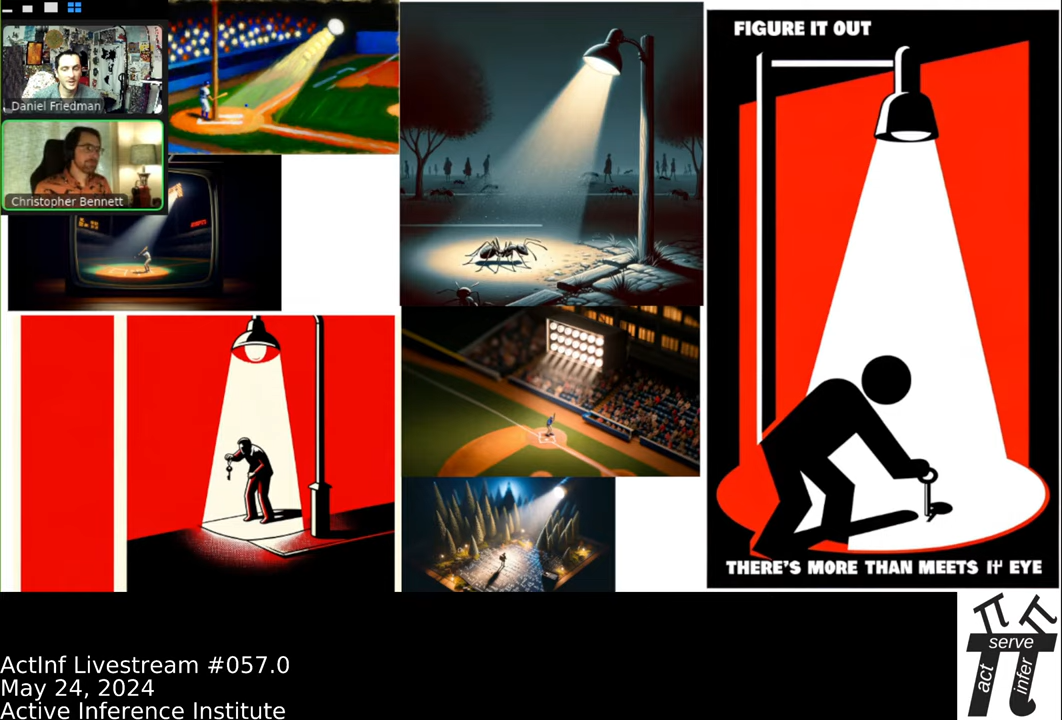 Daniel Friedman
Christopher Bennett
FIGURE IT OUT
THERE'S MORE THAN MEETS IT EYE
ActInf Livestream #057.0
May 24, 2024
Active Inference Institute
serve
act
infer